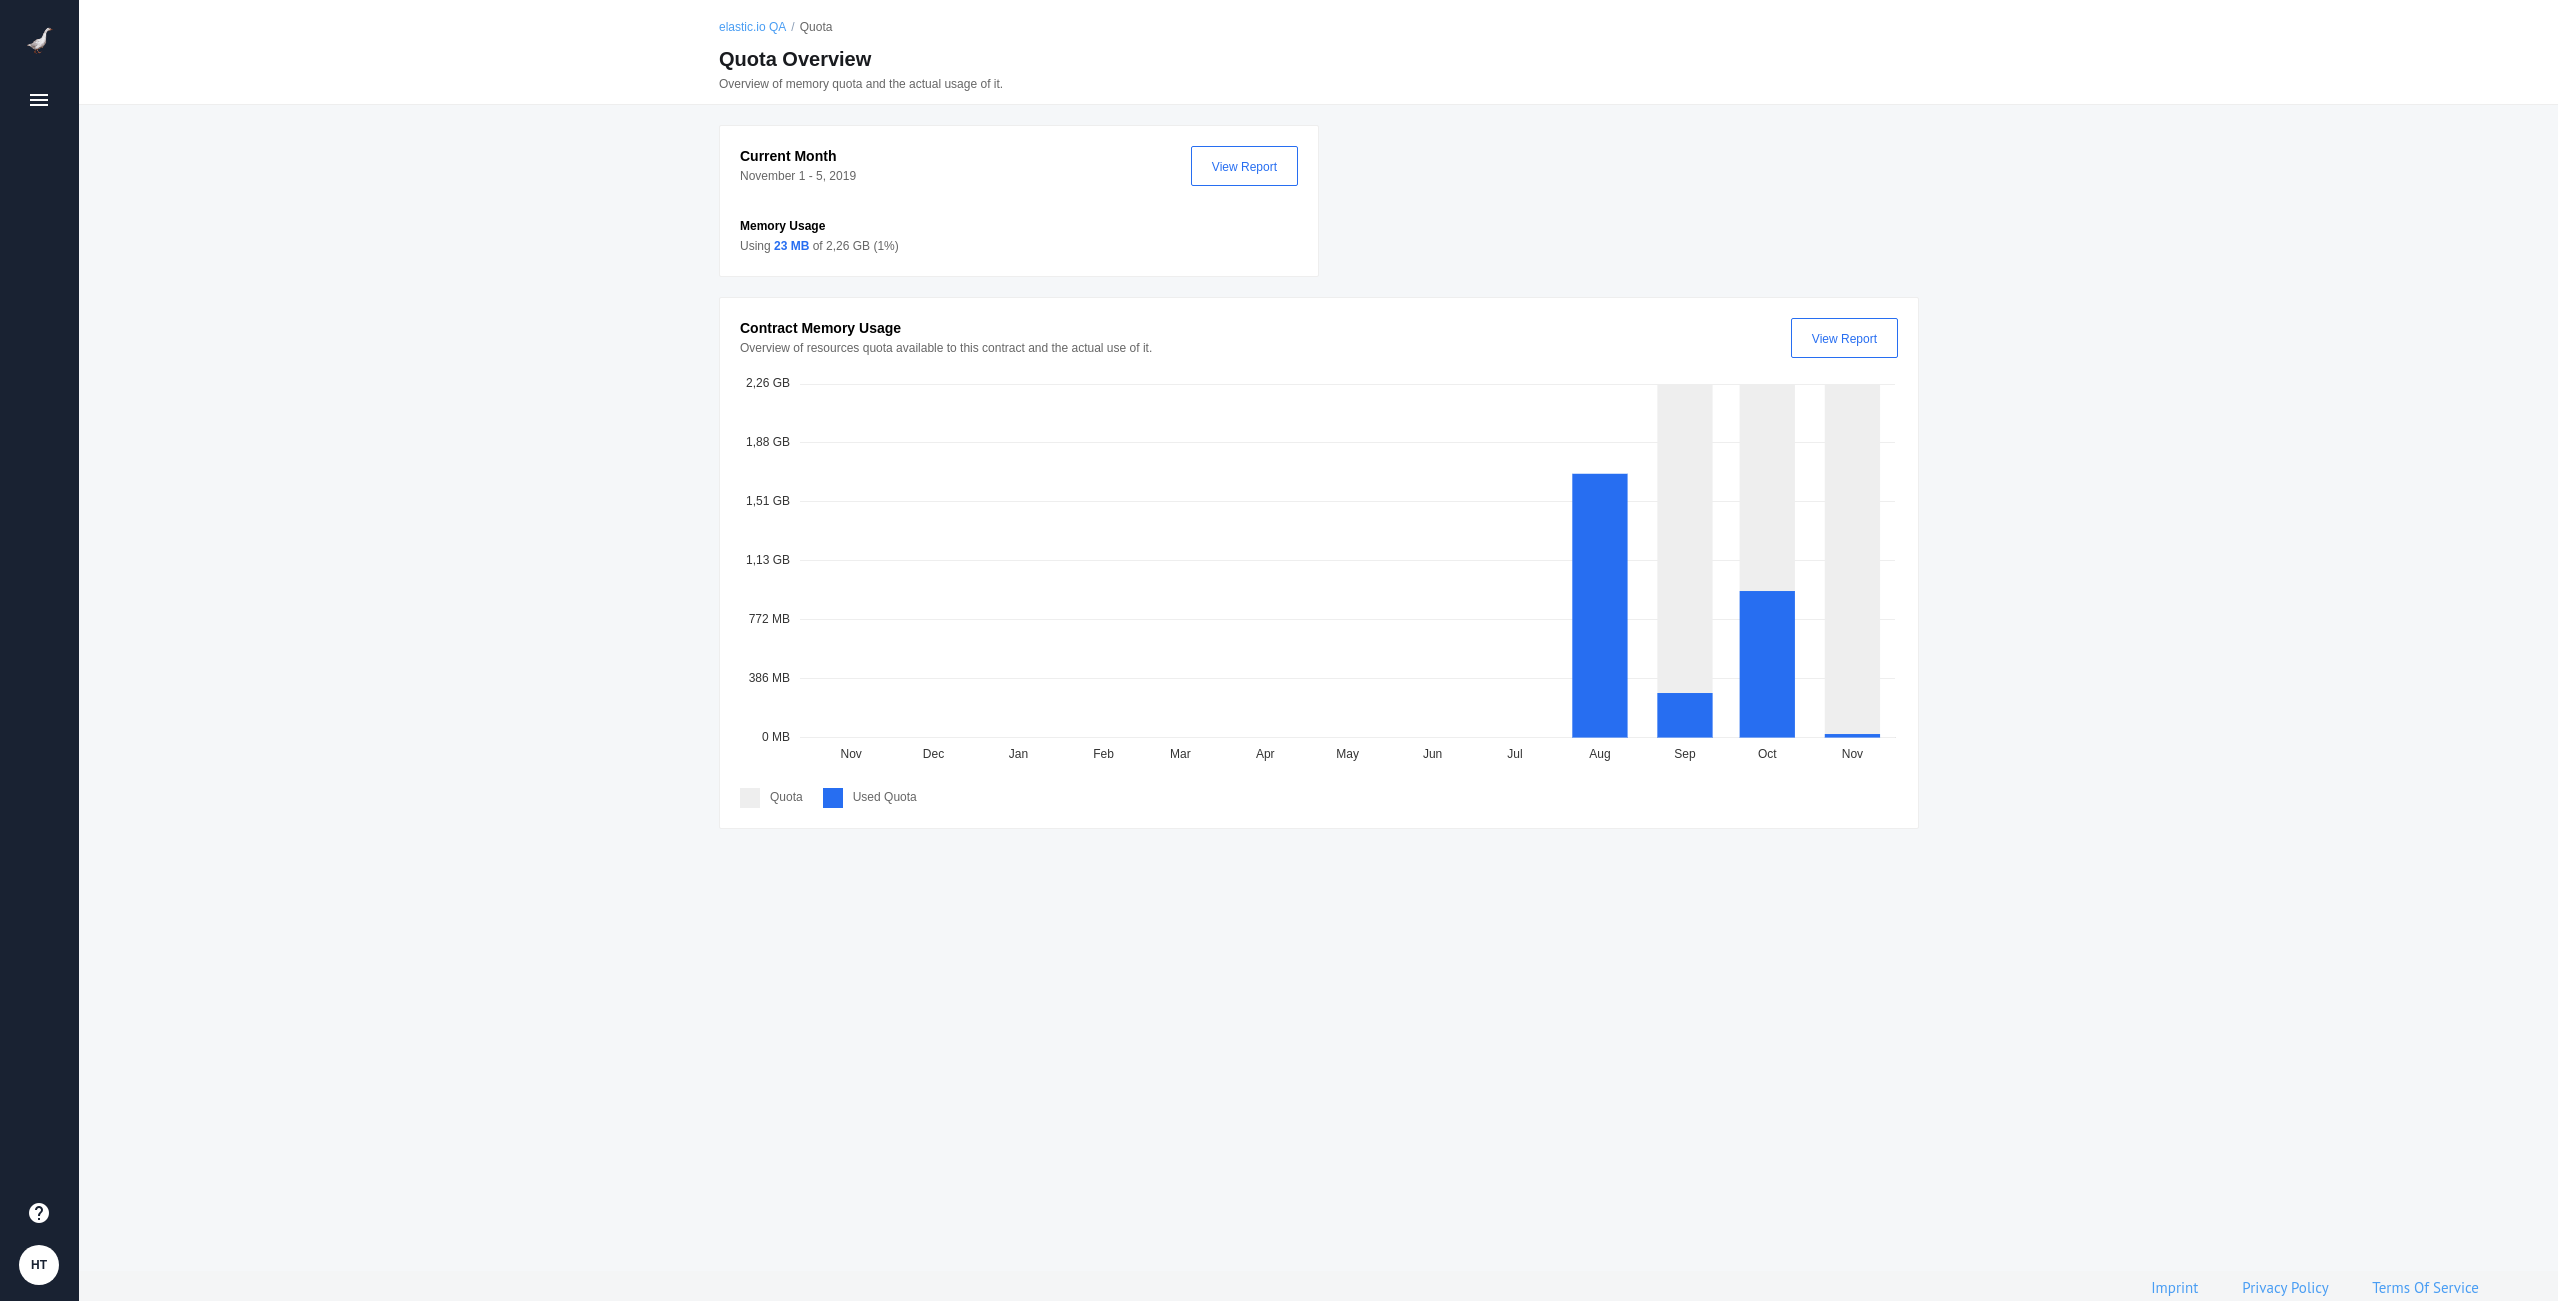 elastic.io QA / Quota
Quota Overview
Overview of memory quota and the actual usage of it.
Current Month
View Report
November 1 - 5, 2019
Memory Usage
Using 23 MB of 2,26 GB (1%)
Contract Memory Usage
View Report
Overview of resources quota available to this contract and the actual use of it.
2,26 GB
1,88 GB
1,51 GB
1,13 GB
772 MB
386 MB
0 MB
Nov Dec Jan Feb Mar Apr May Jun Jul Aug Sep Oct Nov
Quota Used Quota
HT
Imprint Privacy Policy Terms Of Service